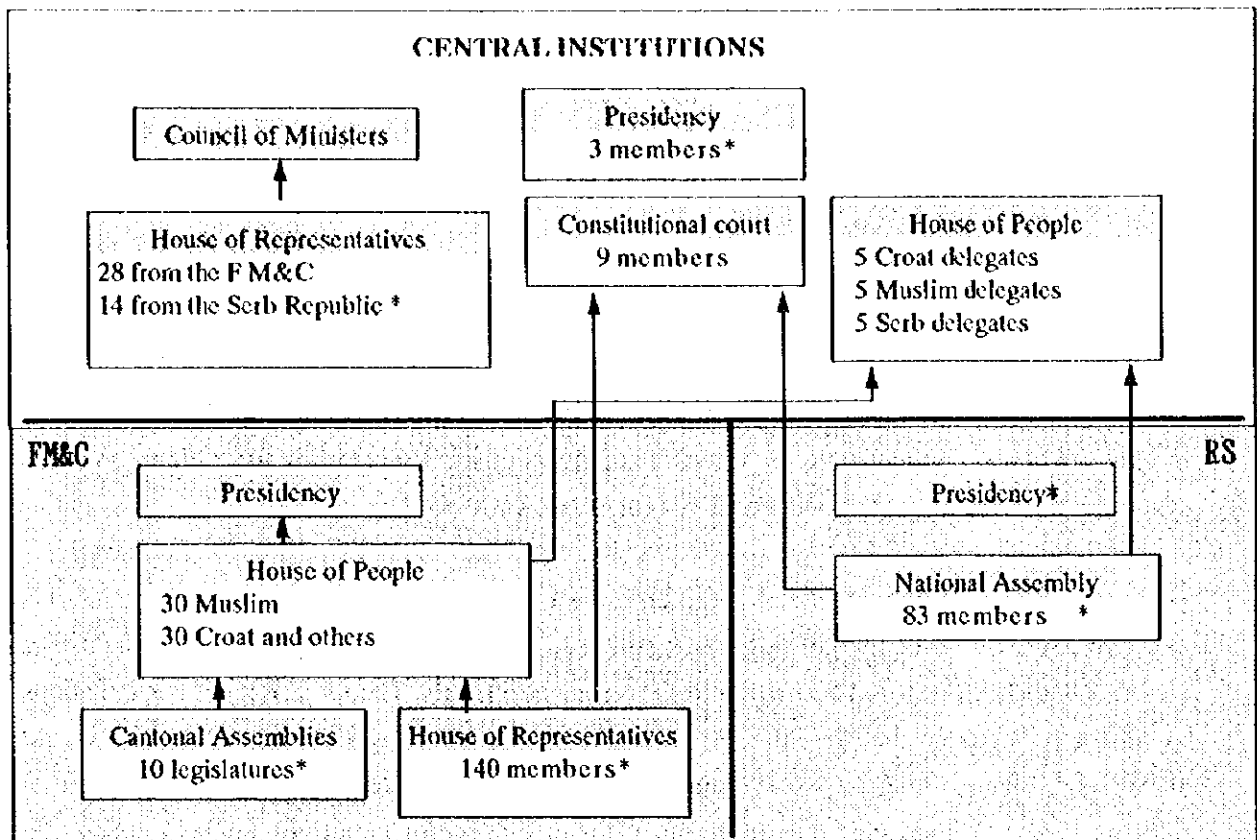 CENTRAL INSTITUTIONS
Council of Ministers
Presidency
3 members*
House of Representatives
28 from the F M&C
14 from the Serb Republic *
Constitutional court
9 members
House of People
5 Croat delegates
5 Muslim delegates
5 Serb delegates
FM&C
Presidency
House of People
30 Muslim
30 Croat and others
Cantonal Assemblies
10 legislatures*
House of Representatives
140 members*
RS
Presidency*
National Assembly
83 members *